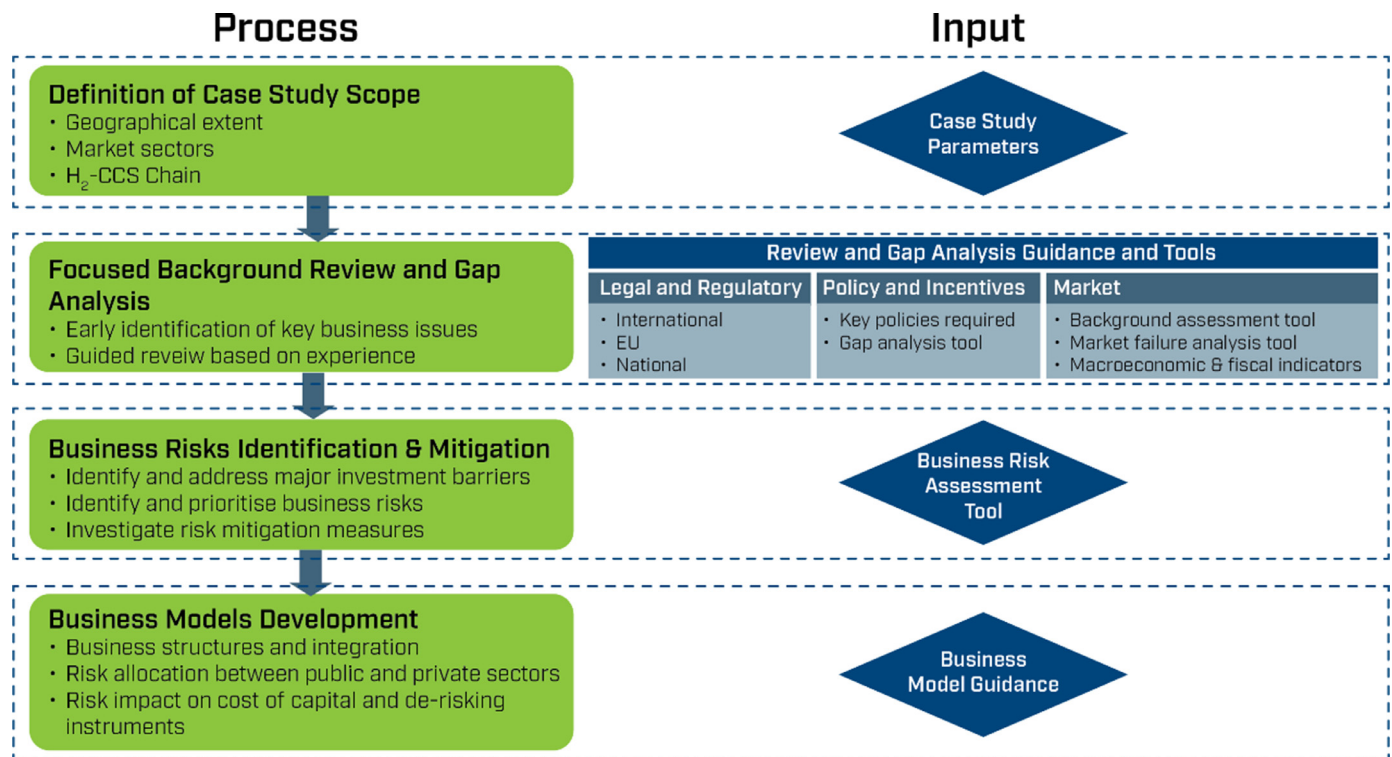 Process
Input
Definition of Case Study Scope
• Geographical extent
• Market sectors
• H₂-CCS Chain
Case Study
Parameters
Focused Background Review and Gap
Analysis
• Early identification of key business issues
• Guided reveiw based on experience
Review and Gap Analysis Guidance and Tools
Legal and Regulatory
• International
• EU
• National
Policy and Incentives
• Key policies required
• Gap analysis tool
Market
• Background assessment tool
• Market failure analysis tool
• Macroeconomic & fiscal indicators
Business Risks Identification & Mitigation
• Identify and address major investment barriers
• Identify and prioritise business risks
• Investigate risk mitigation measures
Business Risk
Assessment
Tool
Business Models Development
• Business structures and integration
• Risk allocation between public and private sectors
• Risk impact on cost of capital and de-risking
instruments
Business
Model Guidance